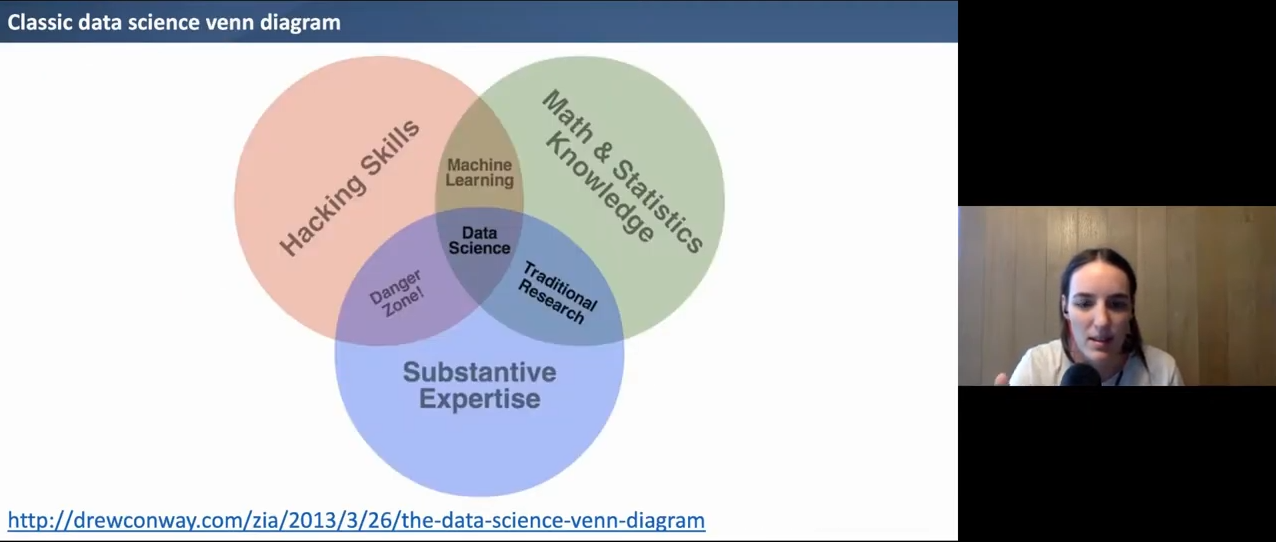 Classic data science venn diagram
Hacking Skills
Math & Statistics
Knowledge
Machine
Learning
Data
Science
Danger
Zone!
Traditional
Research
Substantive
Expertise
http://drewconway.com/zia/2013/3/26/the-data-science-venn-diagram